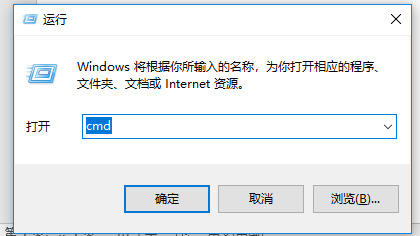 运行
Windows 将根据你所输入的名称，为你打开相应的程序、
文件夹、文档或 Internet 资源。
打开
cmd
确定
取消
浏览(B)...